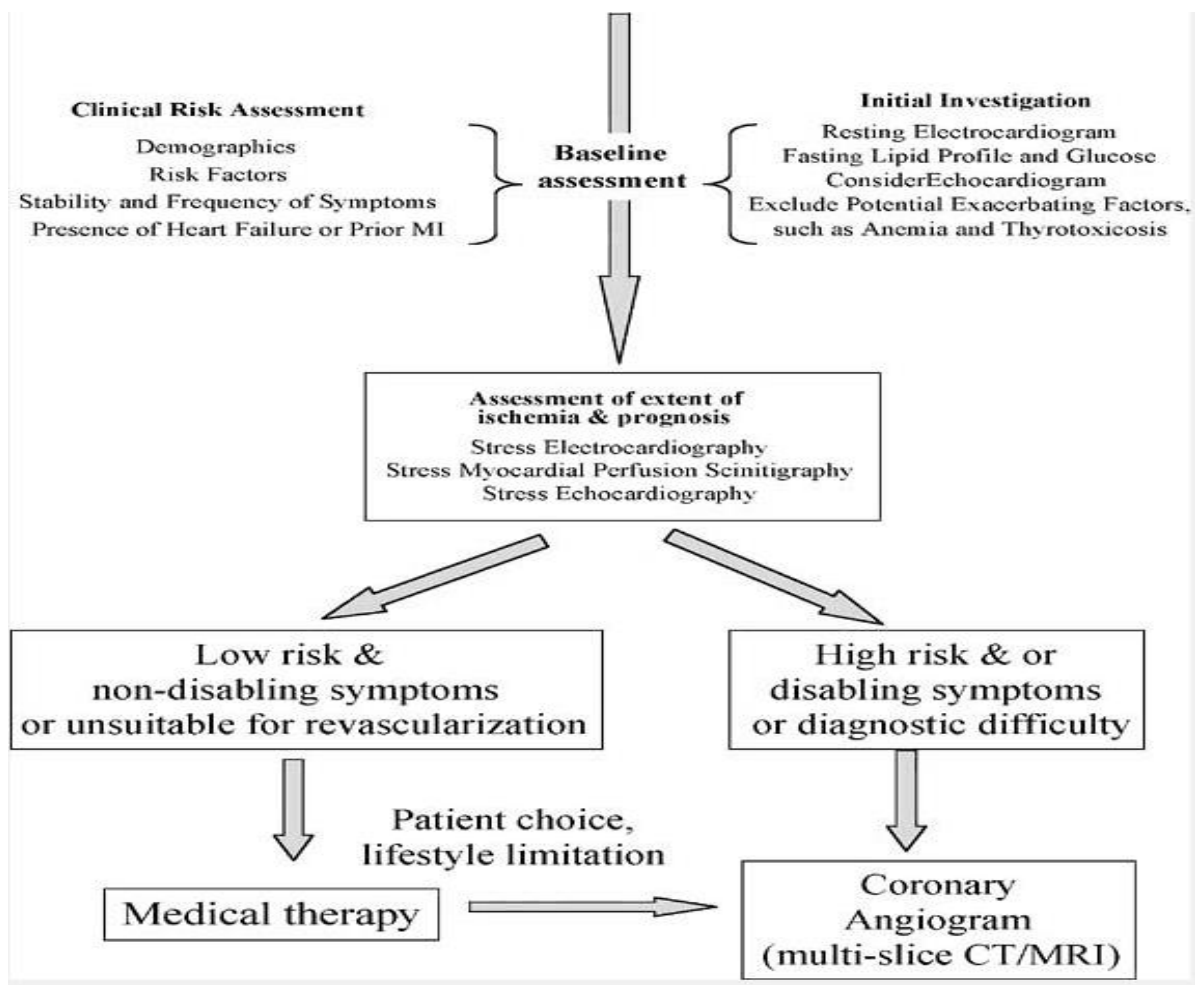 Clinical Risk Assessment
Demographics
Risk Factors
Stability and Frequency of Symptoms
Presence of Heart Failure or Prior MI
Baseline
assessment
Initial Investigation
Resting Electrocardiogram
Fasting Lipid Profile and Glucose
ConsiderEchocardiogram
Exclude Potential Exacerbating Factors,
such as Anemia and Thyrotoxicosis
Assessment of extent of
ischemia & prognosis
Stress Electrocardiography
Stress Myocardial Perfusion Scinitigraphy
Stress Echocardiography
Low risk &
non-disabling symptoms
or unsuitable for revascularization
High risk & or
disabling symptoms
or diagnostic difficulty
Patient choice,
lifestyle limitation
Medical therapy
Coronary
Angiogram
(multi-slice CT/MRI)